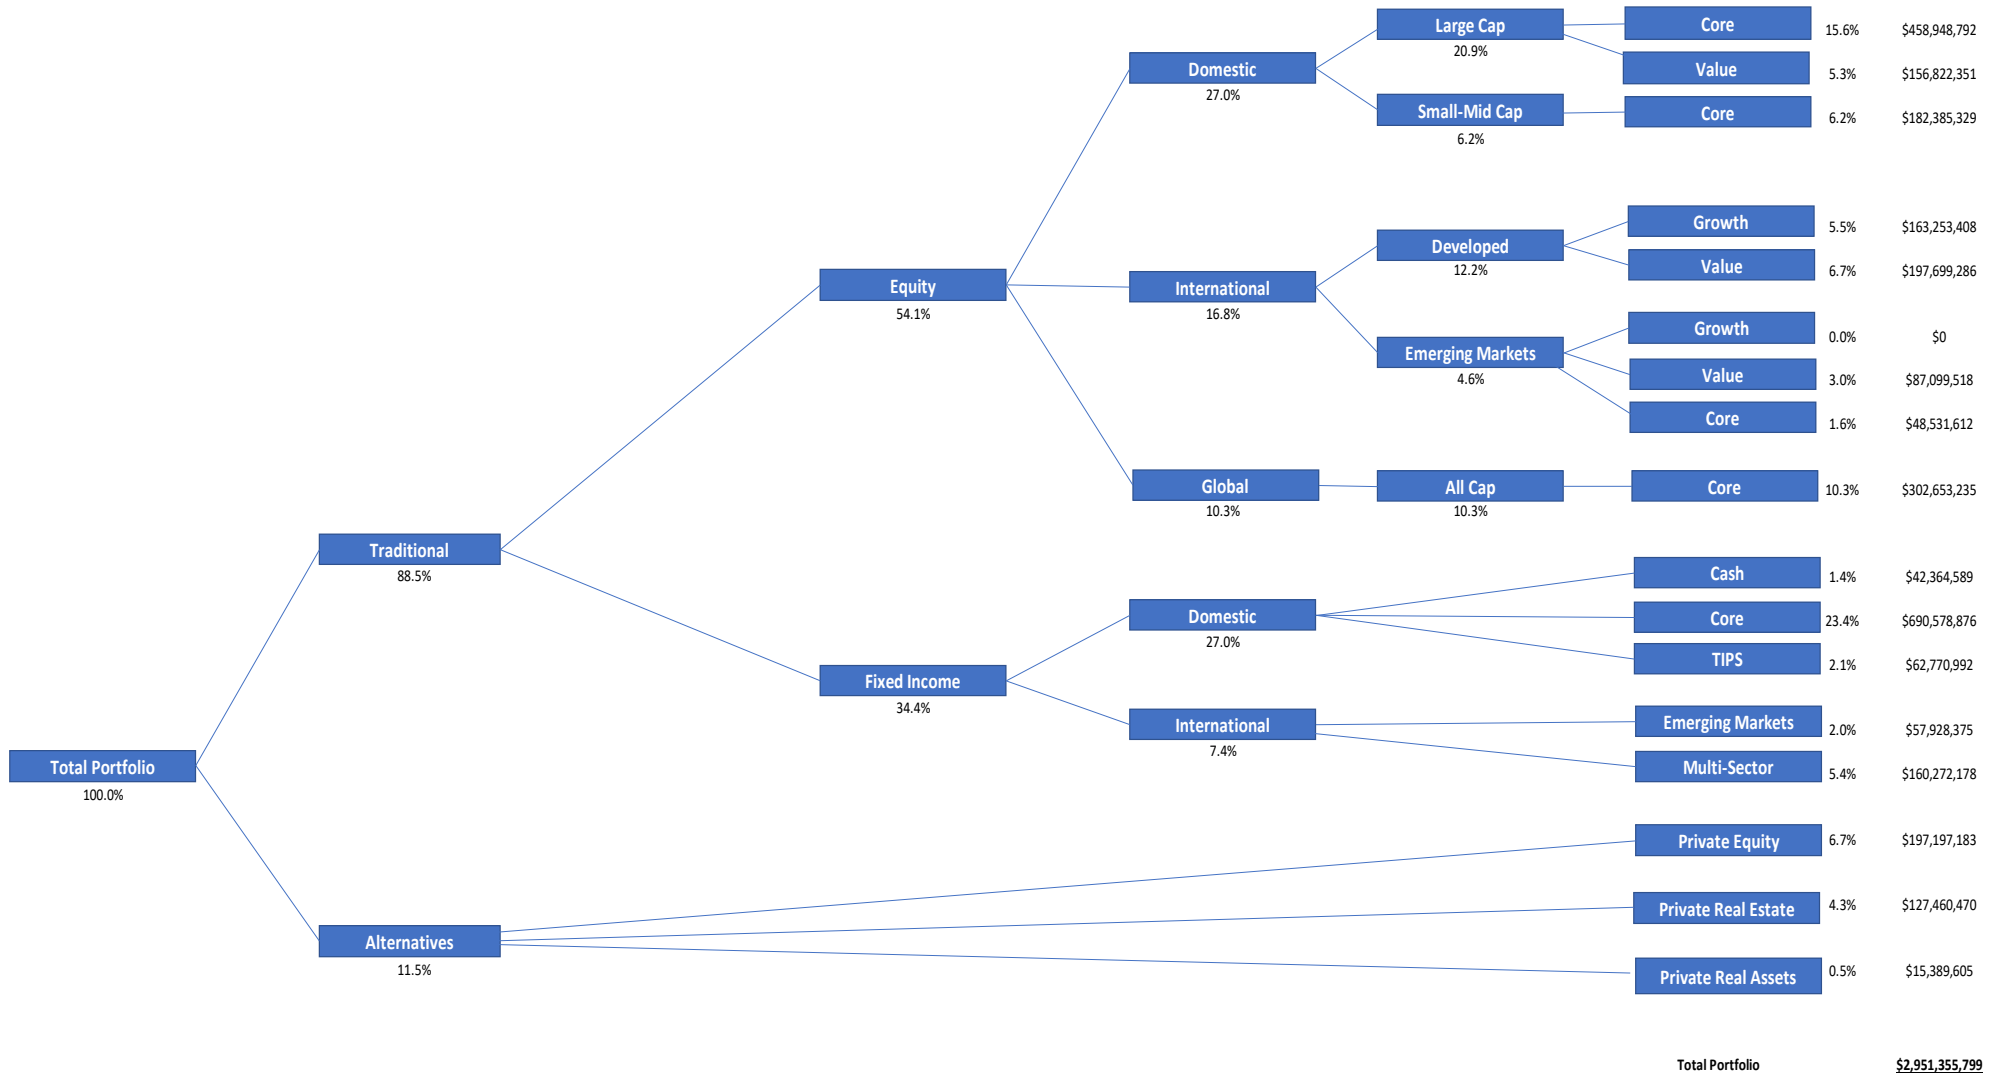 Large Cap
20.9%
Core 15.6% $458,948,792
Value 5.3% $156,822,351
Domestic
27.0%
Small-Mid Cap
6.2%
Core 6.2% $182,385,329
Growth 5.5% $163,253,408
Developed
12.2%
Value 6.7% $197,699,286
Equity
54.1%
International
16.8%
Growth 0.0% $0
Emerging Markets
4.6%
Value 3.0% $87,099,518
Core 1.6% $48,531,612
Global
10.3%
All Cap
10.3%
Core 10.3% $302,653,235
Traditional
88.5%
Cash 1.4% $42,364,589
Domestic
27.0%
Core 23.4% $690,578,876
TIPS 2.1% $62,770,992
Fixed Income
34.4%
International
7.4%
Emerging Markets 2.0% $57,928,375
Multi-Sector 5.4% $160,272,178
Total Portfolio
100.0%
Private Equity 6.7% $197,197,183
Private Real Estate 4.3% $127,460,470
Alternatives
11.5%
Private Real Assets 0.5% $15,389,605
Total Portfolio $2,951,355,799